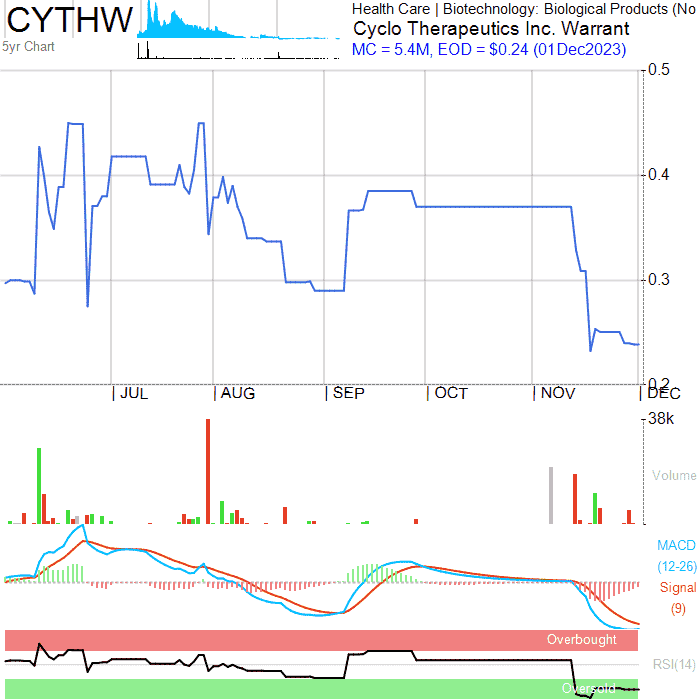 CYTHW
5yr Chart
Health Care | Biotechnology: Biological Products (No
Cyclo Therapeutics Inc. Warrant
MC = 5.4M, EOD = $0.24 (01Dec2023)
0.5
0.4
0.3
0.2
| JUL | AUG | SEP | OCT | NOV | DEC
38k
Volume
MACD
(12-26)
Signal
(9)
Overbought
RSI(14)
Oversold